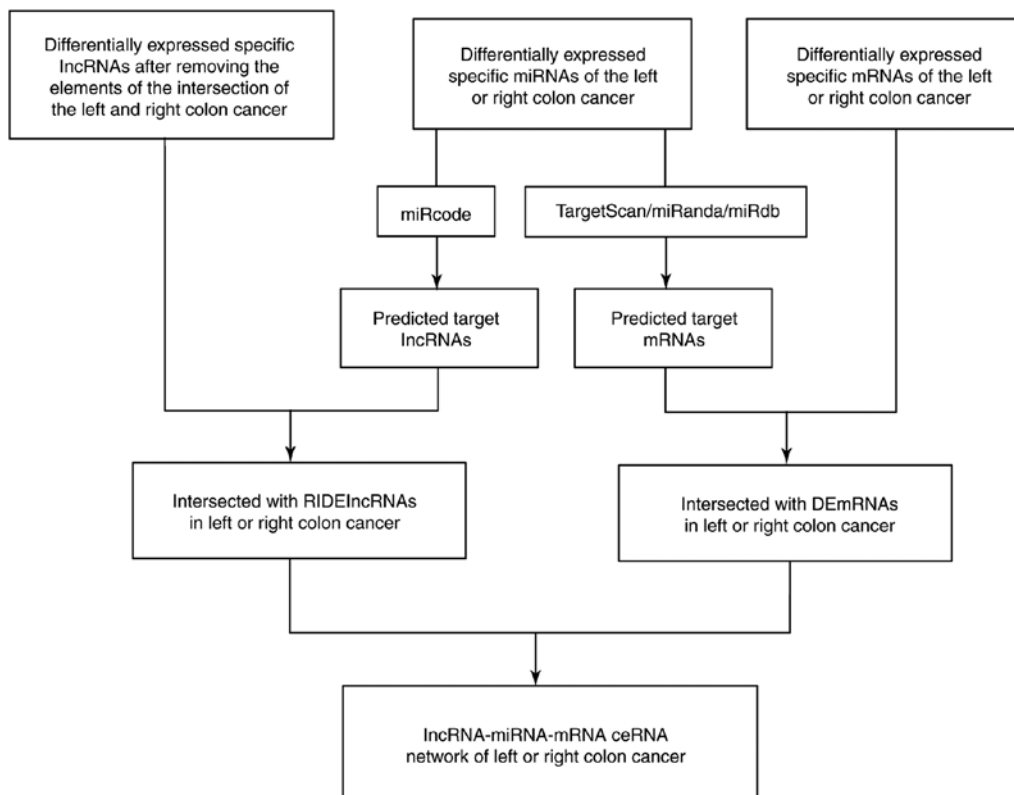 Differentially expressed specific
lncRNAs after removing the
elements of the intersection of
the left and right colon cancer
Differentially expressed
specific miRNAs of the left
or right colon cancer
Differentially expressed
specific mRNAs of the left
or right colon cancer
miRcode
TargetScan/miRanda/miRdb
Predicted target
lncRNAs
Predicted target
mRNAs
Intersected with RIDElncRNAs
in left or right colon cancer
Intersected with DEmRNAs
in left or right colon cancer
lncRNA-miRNA-mRNA ceRNA
network of left or right colon cancer